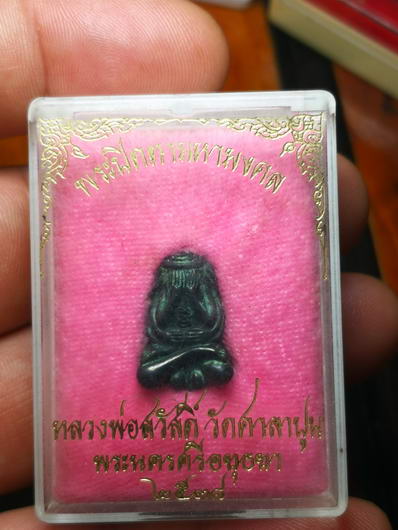 พระปิดตามหามงคล
หลวงพ่อสวัสดิ์ วัดศาลาปูน
พระนครศรีอยุธยา
๒๕๓๘